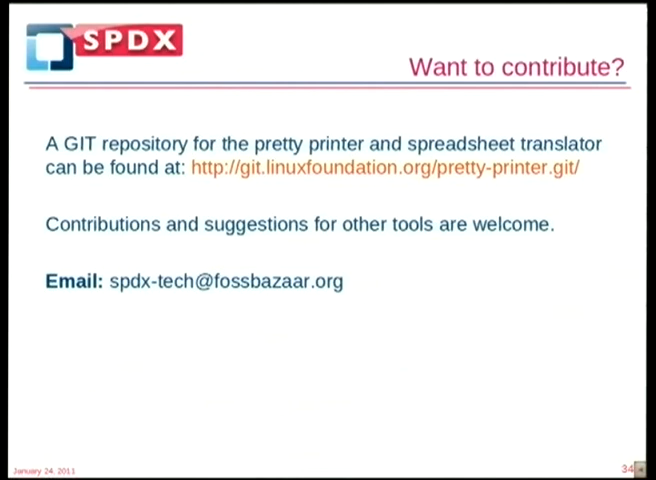 SPDX
Want to contribute?
A GIT repository for the pretty printer and spreadsheet translator
can be found at: http://git.linuxfoundation.org/pretty-printer.git/
Contributions and suggestions for other tools are welcome.
Email: spdx-tech@fossbazaar.org
January 24, 2011
34